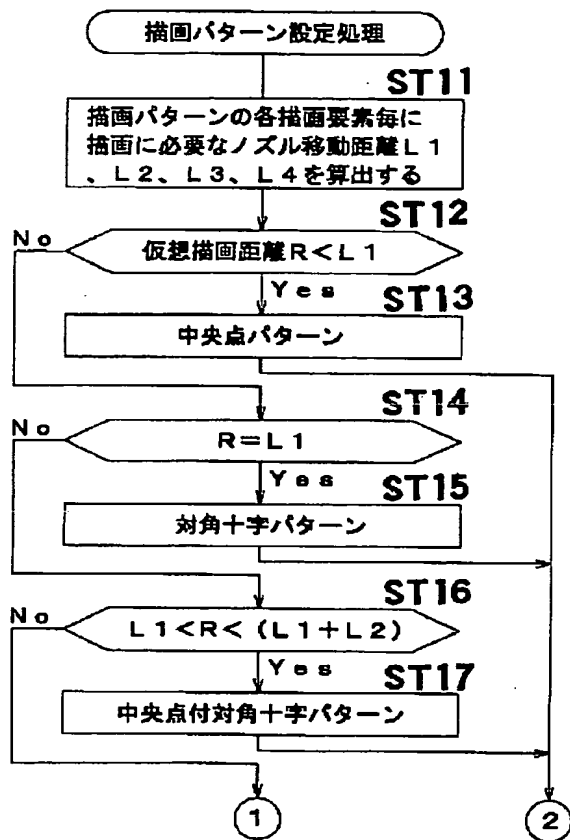 描画パターン設定処理
ST11
描画パターンの各描画要素毎に
描画に必要なノズル移動距離L1
、L2、L3、L4を算出する
ST12
No
仮想描画距離R<L1
Yes
ST13
中央点パターン
ST14
No
R=L1
Yes
ST15
対角十字パターン
ST16
No
L1<R<(L1+L2)
Yes
ST17
中央点付対角十字パターン
1
2